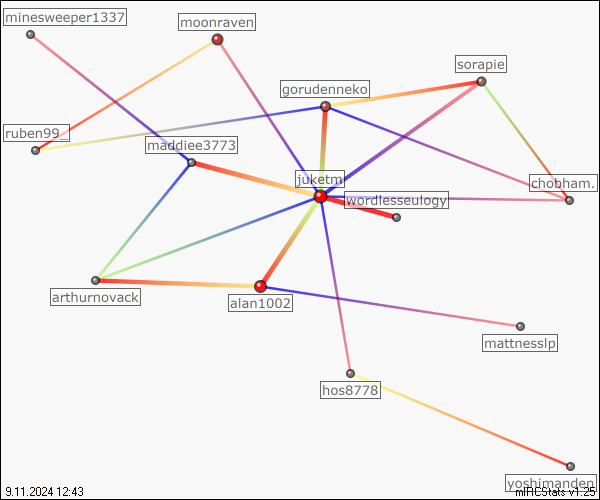 minesweeper1337
moonraven
sorapie
gorudenneko
ruben99_
maddiee3773
juketm
chobham.
wordlesseulogy
arthurnovack
alan1002
mattnesslp
hos8778
yoshimanden
9.11.2024 12:43
mIRCStats v1.25